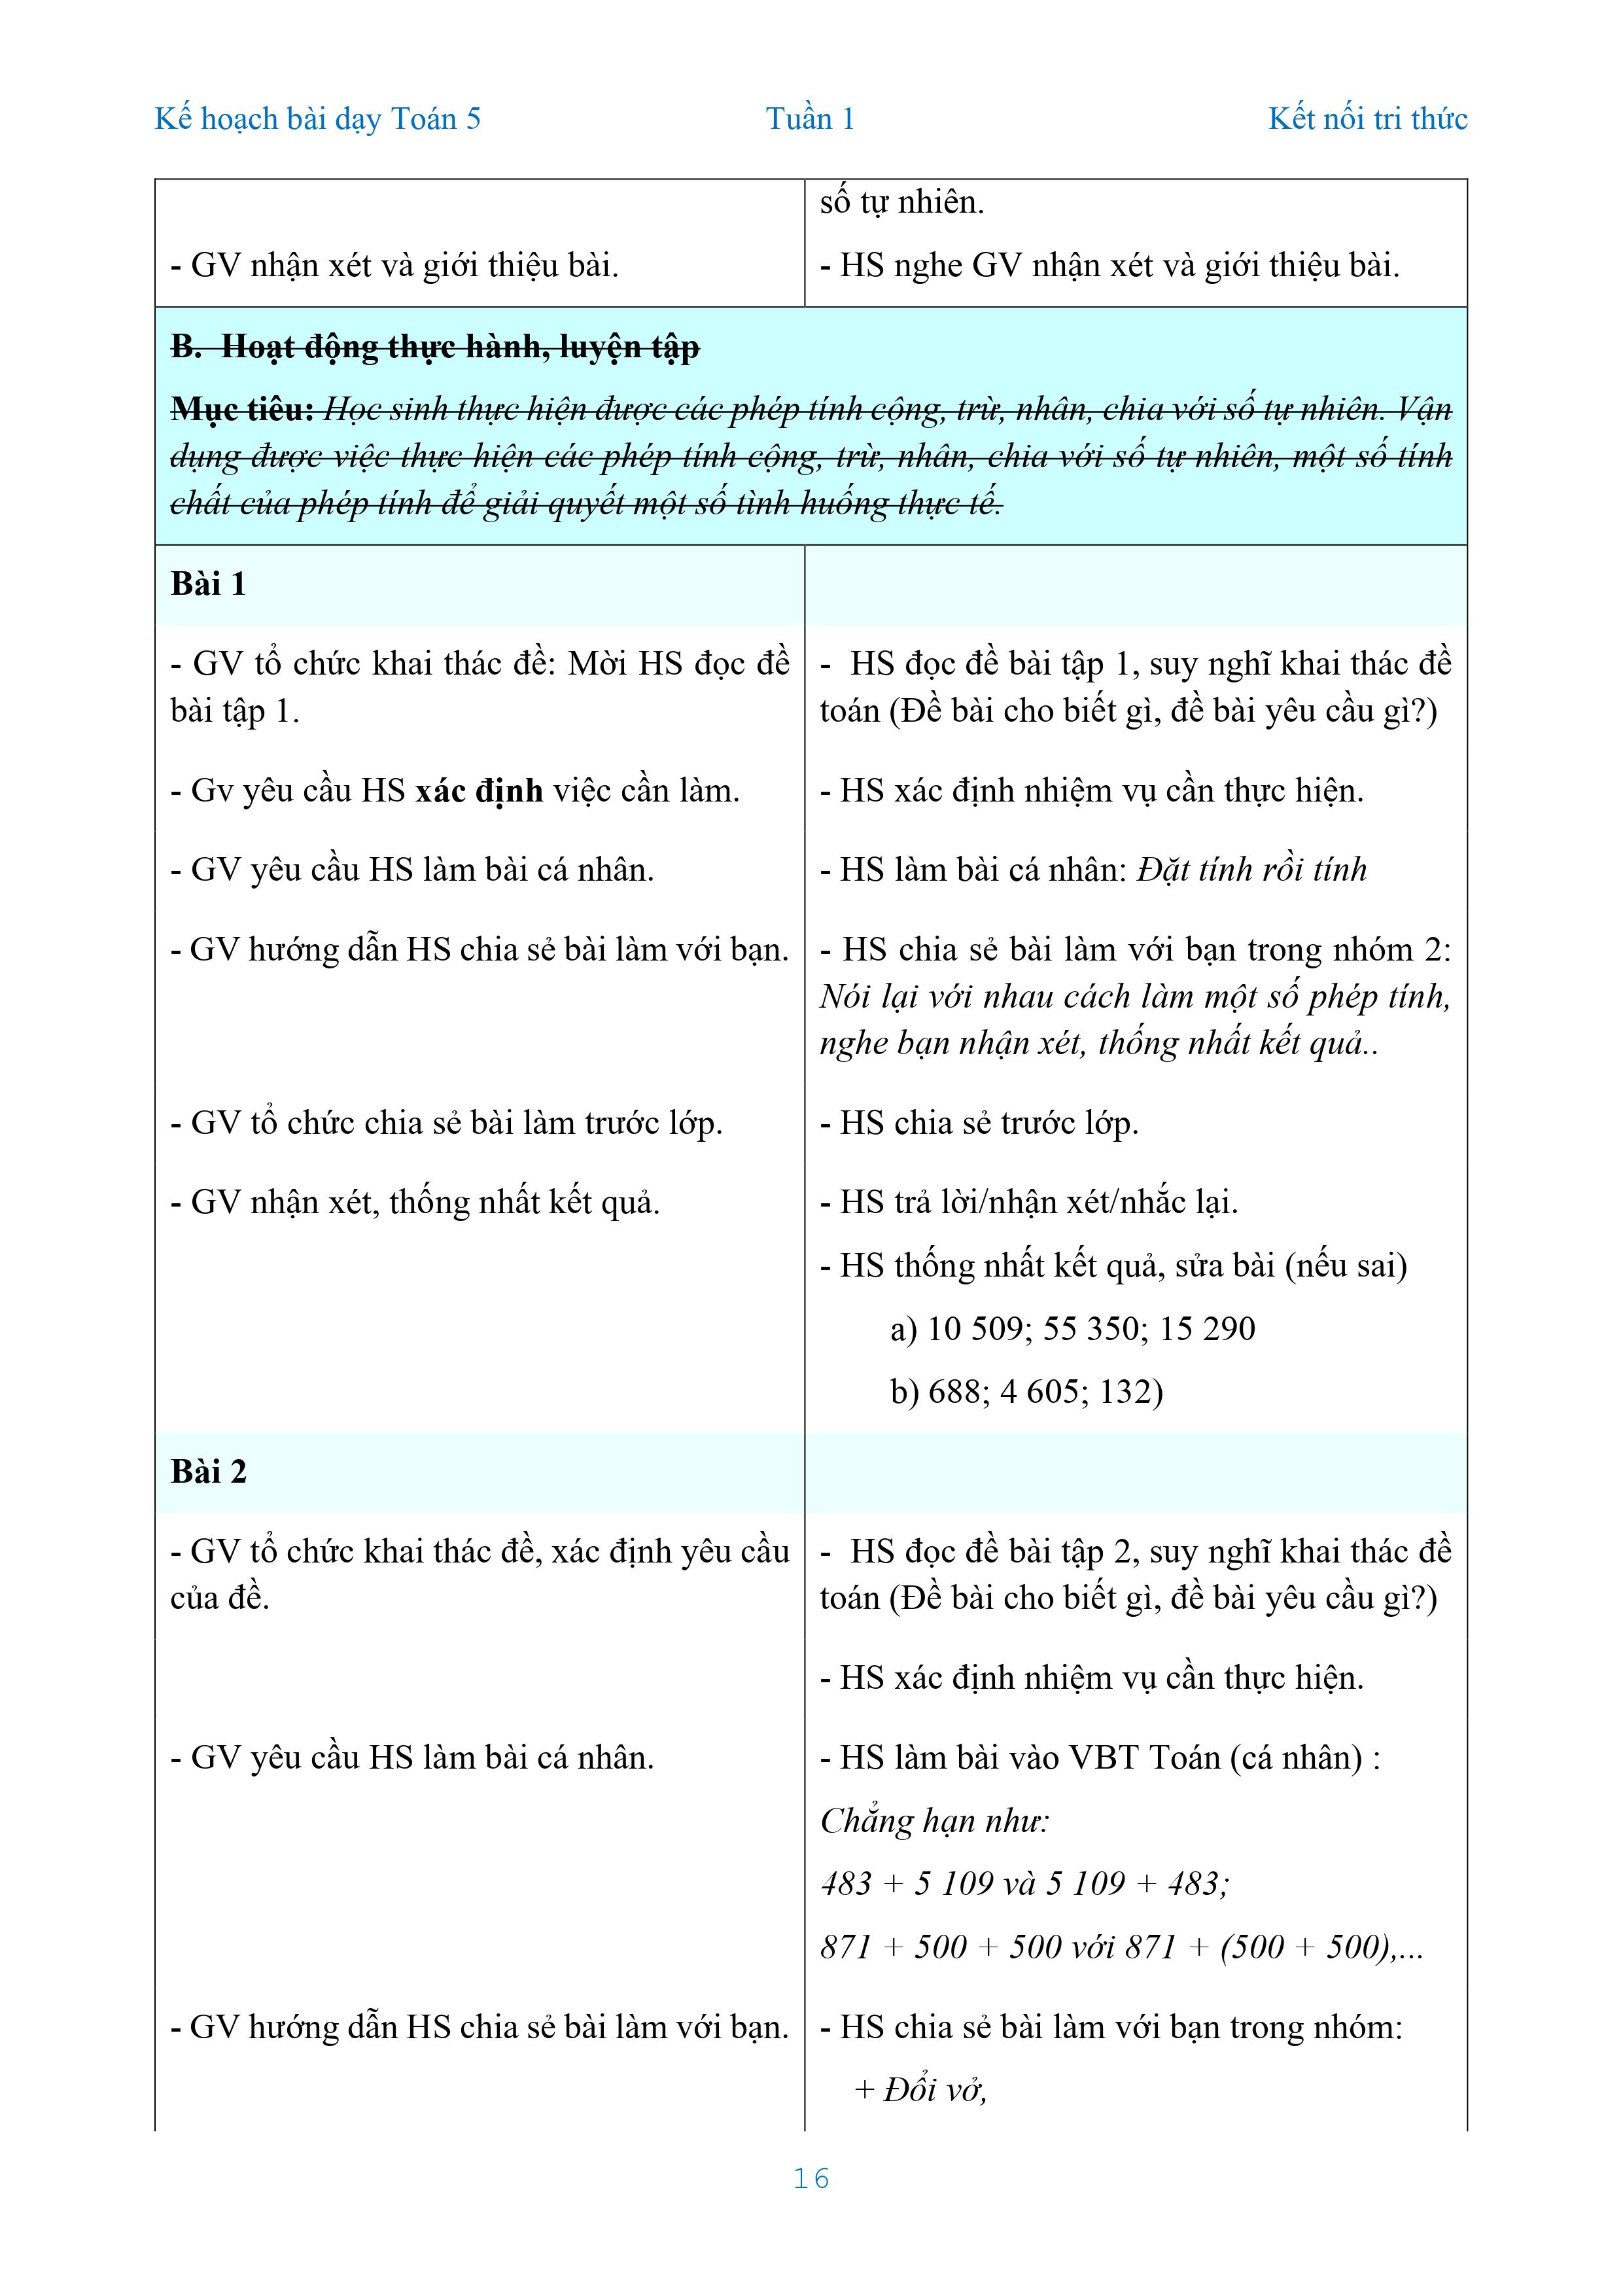 Kế hoạch bài dạy Toán 5 Tuần 1 Kết nối tri thức
số tự nhiên.
- GV nhận xét và giới thiệu bài.
- HS nghe GV nhận xét và giới thiệu bài.
B. Hoạt động thực hành, luyện tập
Mục tiêu: Học sinh thực hiện được các phép tính cộng, trừ, nhân, chia với số tự nhiên. Vận
dụng được việc thực hiện các phép tính cộng, trừ, nhân, chia với số tự nhiên, một số tính
chất của phép tính để giải quyết một số tình huống thực tế.
Bài 1
- GV tổ chức khai thác đề: Mời HS đọc đề
bài tập 1.
- HS đọc đề bài tập 1, suy nghĩ khai thác đề
toán (Đề bài cho biết gì, đề bài yêu cầu gì?)
- Gv yêu cầu HS xác định việc cần làm.
- HS xác định nhiệm vụ cần thực hiện.
- GV yêu cầu HS làm bài cá nhân.
- HS làm bài cá nhân: Đặt tính rồi tính
- GV hướng dẫn HS chia sẻ bài làm với bạn.
- HS chia sẻ bài làm với bạn trong nhóm 2:
Nói lại với nhau cách làm một số phép tính,
nghe bạn nhận xét, thống nhất kết quả..
- GV tổ chức chia sẻ bài làm trước lớp.
- HS chia sẻ trước lớp.
- GV nhận xét, thống nhất kết quả.
- HS trả lời/nhận xét/nhắc lại.
- HS thống nhất kết quả, sửa bài (nếu sai)
a) 10 509; 55 350; 15 290
b) 688; 4 605; 132)
Bài 2
- GV tổ chức khai thác đề, xác định yêu cầu
của đề.
- HS đọc đề bài tập 2, suy nghĩ khai thác đề
toán (Đề bài cho biết gì, đề bài yêu cầu gì?)
- HS xác định nhiệm vụ cần thực hiện.
- GV yêu cầu HS làm bài cá nhân.
- HS làm bài vào VBT Toán (cá nhân) :
Chẳng hạn như:
483 + 5 109 và 5 109 + 483;
871 + 500 + 500 với 871 + (500 + 500),...
- GV hướng dẫn HS chia sẻ bài làm với bạn.
- HS chia sẻ bài làm với bạn trong nhóm:
+ Đổi vở,
16